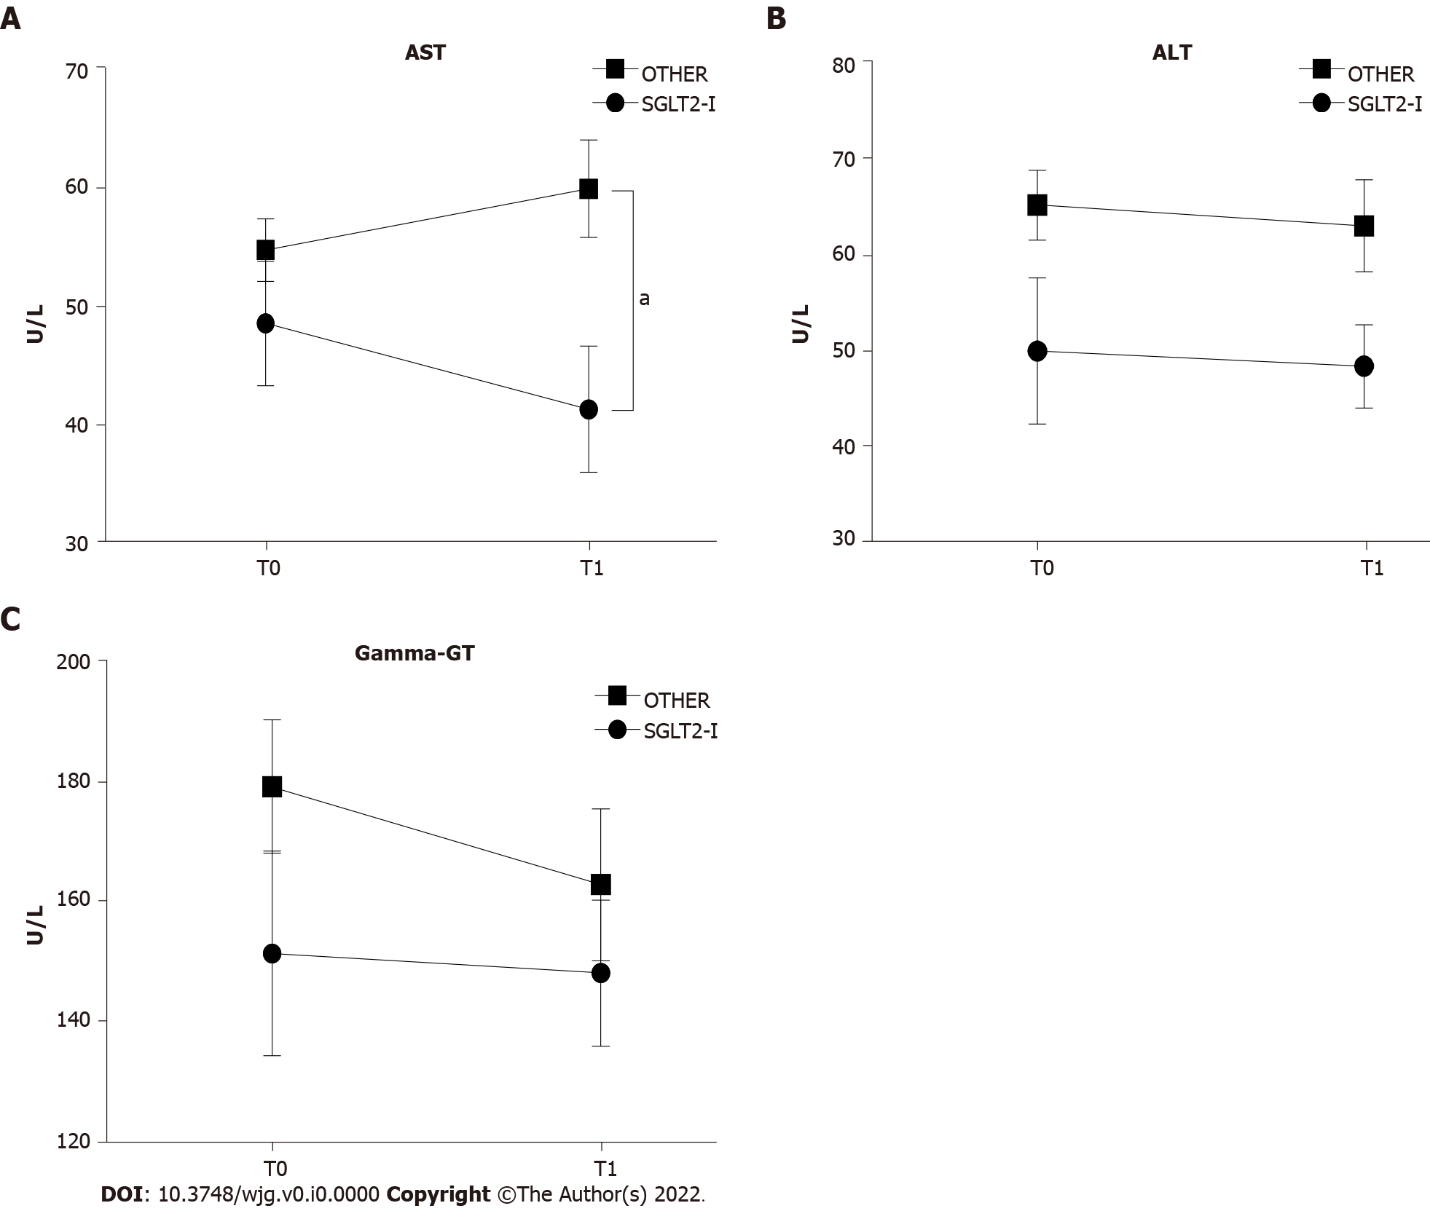 A
AST
OTHER
SGLT2-I
70
60
50
40
30
U/L
a
T0
T1
B
ALT
OTHER
SGLT2-I
80
70
60
50
40
30
U/L
T0
T1
C
Gamma-GT
OTHER
SGLT2-I
200
180
160
140
120
U/L
T0
T1
DOI: 10.3748/wjg.v0.i0.0000 Copyright ©The Author(s) 2022.